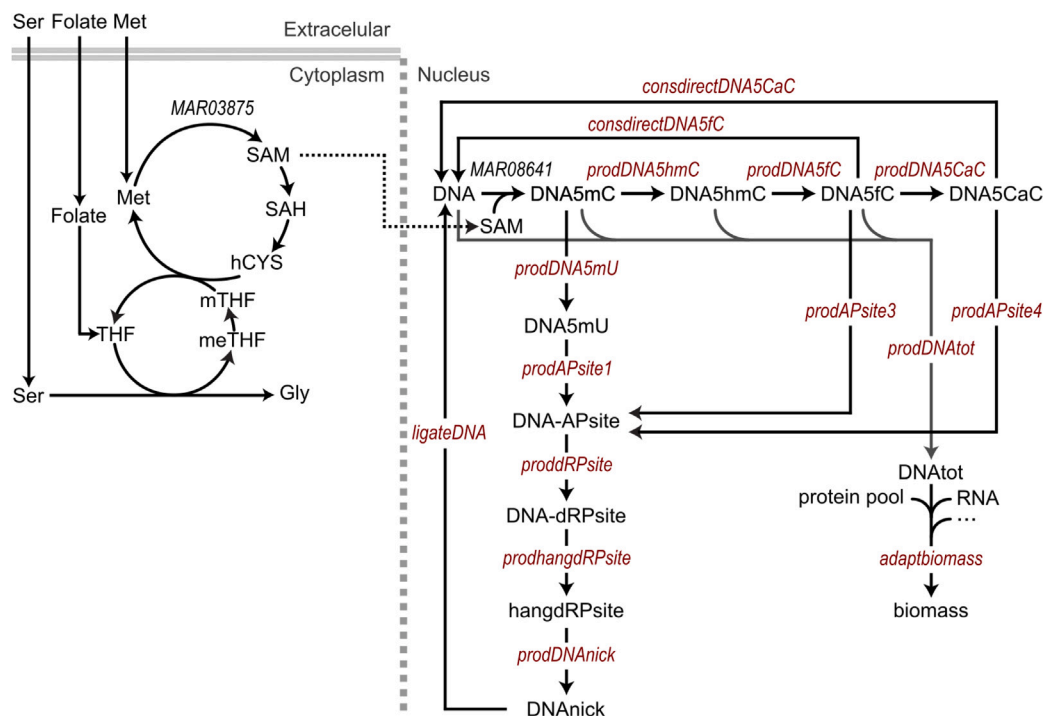 Ser Folate Met
Extracelular
Cytoplasm
Nucleus
consdirectDNA5CaC
MAR03875
consdirectDNA5fC
SAM
MAR08641
prodDNA5hmC
prodDNA5fC
prodDNA5CaC
Met
DNA
DNA5mC
DNA5hmC
DNA5fC
DNA5CaC
Folate
SAH
SAM
hCYS
prodDNA5mU
mTHF
prodAPsite3
prodAPsite4
THF
meTHF
DNA5mU
prodDNAtot
prodAPsite1
Ser
Gly
DNA-APsite
ligateDNA
proddRPsite
DNAtot
protein pool
RNA
DNA-dRPsite
...
prodhangdRPsite
adaptbiomass
hangdRPsite
biomass
prodDNAnick
DNAnick